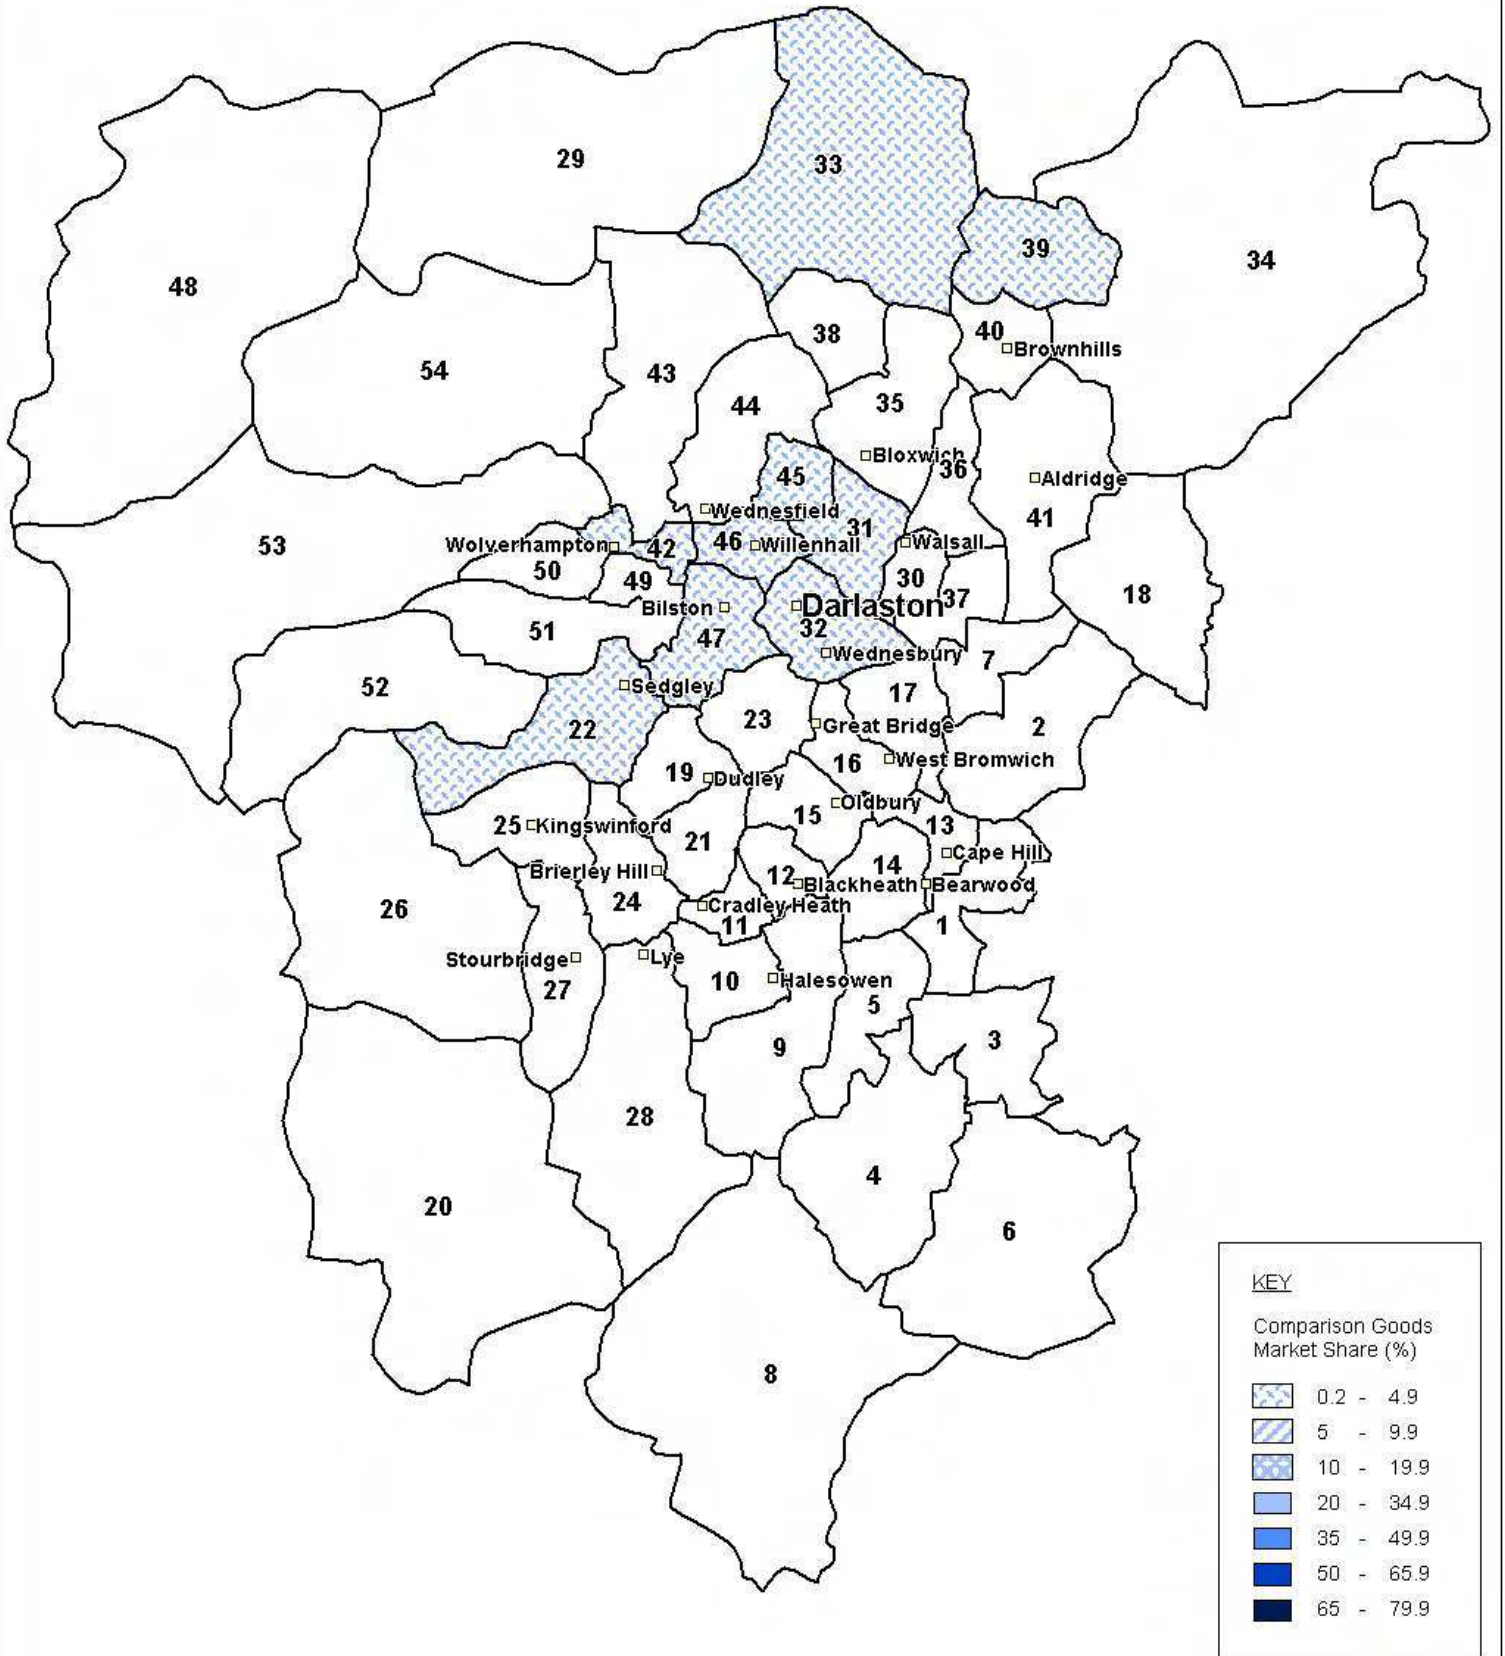 29
33
39
34
48
40
Brownhills
38
54
43
44
35
Bloxwich
36
Aldridge
45
41
Wednesfield
31
53
Wolverhampton
42
46
Willenhall
Walsall
50
49
30
37
18
Bilston
Darlaston
32
51
47
Wednesbury
7
52
Sedgley
17
22
23
Great Bridge
2
19
Dudley
16
West Bromwich
Oldbury
15
13
25
Kingswinford
21
Cape Hill
Brierley Hill
12
Blackheath
14
Bearwood
26
24
Cradley Heath
11
1
Stourbridge
Lye
27
10
Halesowen
5
9
3
28
4
20
6
8
KEY
Comparison Goods
Market Share (%)
0.2 - 4.9
5 - 9.9
10 - 19.9
20 - 34.9
35 - 49.9
50 - 65.9
65 - 79.9